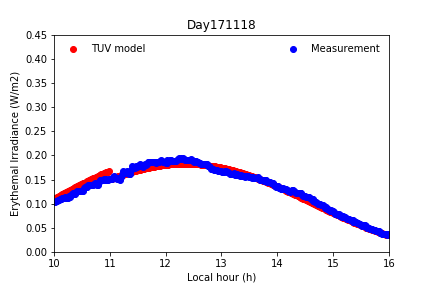 Day171118
TUV model
Measurement
Erythemal Irradiance (W/m2)
0.45
0.40
0.35
0.30
0.25
0.20
0.15
0.10
0.05
0.00
10 11 12 13 14 15 16
Local hour (h)